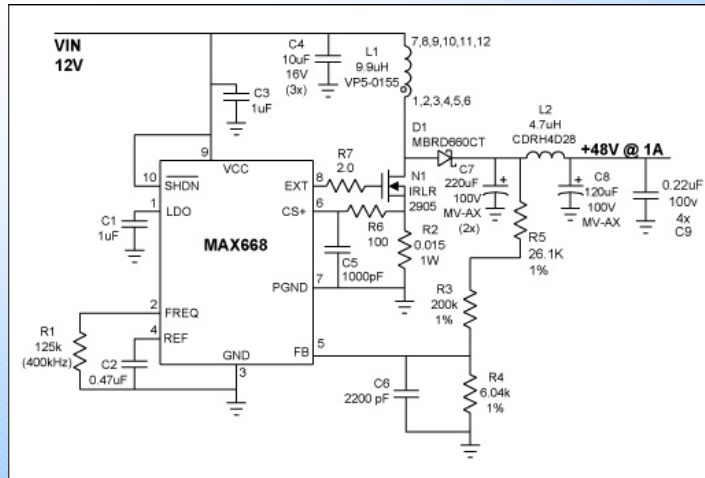 VIN
12V
C4
10uF
16V
(3x)
L1
9.9uH
VP5-0155
7,8,9,10,11,12
1,2,3,4,5,6
C3
1uF
D1
MBRD660CT
L2
4.7uH
CDRH4D28
+48V @ 1A
9
VCC
10
SHDN
1
LDO
C1
1uF
MAX668
EXT
8
R7
2.0
N1
IRLR
2905
CS+
6
R6
100
R2
0.015
1W
C5
1000pF
PGND
7
C7
220uF
100V
MV-AX
(2x)
C8
120uF
100V
MV-AX
0.22uF
100v
4x
C9
R5
26.1K
1%
R3
200k
1%
2
FREQ
4
REF
R1
125k
(400kHz)
C2
0.47uF
GND
3
FB
5
C6
2200 pF
R4
6.04k
1%